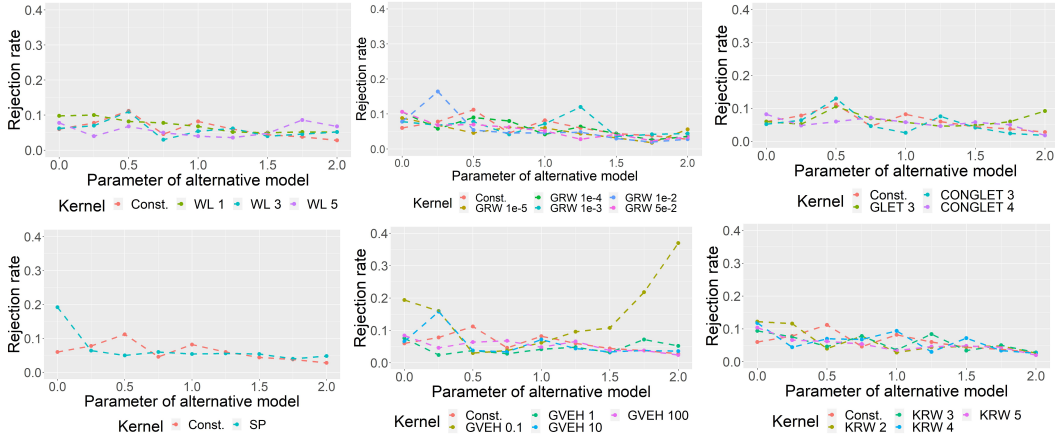 Rejection rate
0.4
0.3
0.2
0.1
0.0
0.0 0.5 1.0 1.5 2.0
Parameter of alternative model
Kernel Const. WL 1 WL 3 WL 5
Rejection rate
0.4
0.3
0.2
0.1
0.0
0.0 0.5 1.0 1.5 2.0
Parameter of alternative model
Kernel
Const. GRW 1e-4 GRW 1e-2
GRW 1e-5 GRW 1e-3 GRW 5e-2
Rejection rate
0.4
0.3
0.2
0.1
0.0
0.0 0.5 1.0 1.5 2.0
Parameter of alternative model
Kernel
Const. CONGLET 3
GLET 3 CONGLET 4
Rejection rate
0.4
0.3
0.2
0.1
0.0
0.0 0.5 1.0 1.5 2.0
Parameter of alternative model
Kernel Const. SP
Rejection rate
0.4
0.3
0.2
0.1
0.0
0.0 0.5 1.0 1.5 2.0
Parameter of alternative model
Kernel
Const. GVEH 1 GVEH 100
GVEH 0.1 GVEH 10
Rejection rate
0.4
0.3
0.2
0.1
0.0
0.0 0.5 1.0 1.5 2.0
Parameter of alternative model
Kernel
Const. KRW 3 KRW 5
KRW 2 KRW 4